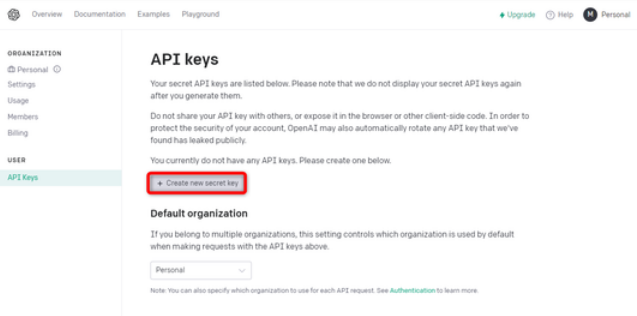 Overview Documentation Examples Playground Upgrade Help M Personal
ORGANIZATION
Personal
Settings
Usage
Members
Billing
USER
API Keys
API keys
Your secret API keys are listed below. Please note that we do not display your secret API keys again
after you generate them.
Do not share your API key with others, or expose it in the browser or other client-side code. In order to
protect the security of your account, OpenAI may also automatically rotate any API key that we've
found has leaked publicly.
You currently do not have any API keys. Please create one below.
+ Create new secret key
Default organization
If you belong to multiple organizations, this setting controls which organization is used by default
when making requests with the API keys above.
Personal
Note: You can also specify which organization to use for each API request. See Authentication to learn more.